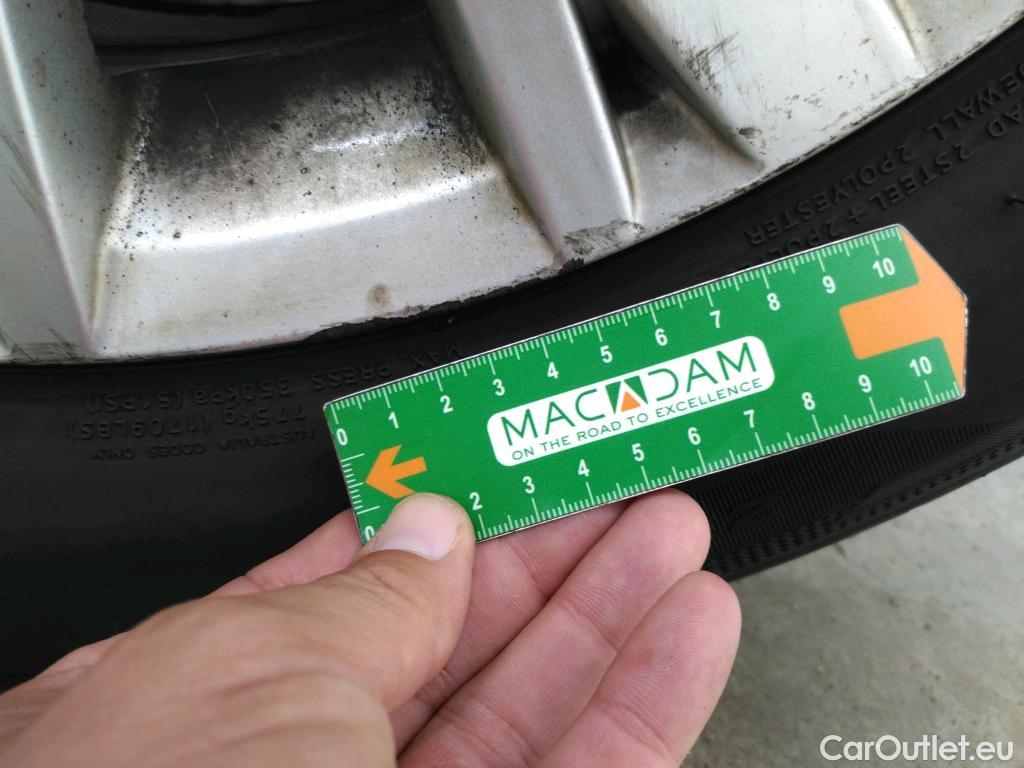 2STEEL + 2POL
SIDEWALL 2POLYESTER
MAX. PRESS. 350kPa (51PSI)
775kg (1709LBS)
AUSTRALIA CODES ONLY
0 1 2 3 4 5 6 7 8 9 10
MACADAM
ON THE ROAD TO EXCELLENCE
0 2 3 4 5 6 7 8 9 10
CarOutlet.eu